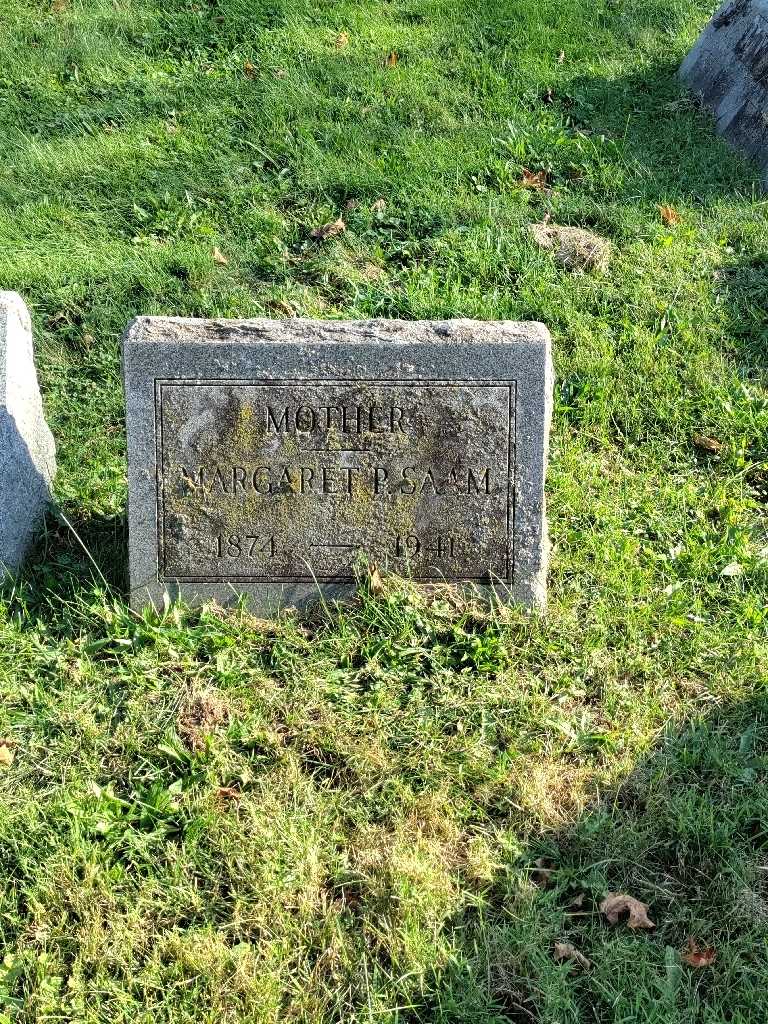 MOTHER
MARGARET P. SAAM
1874 — 1941